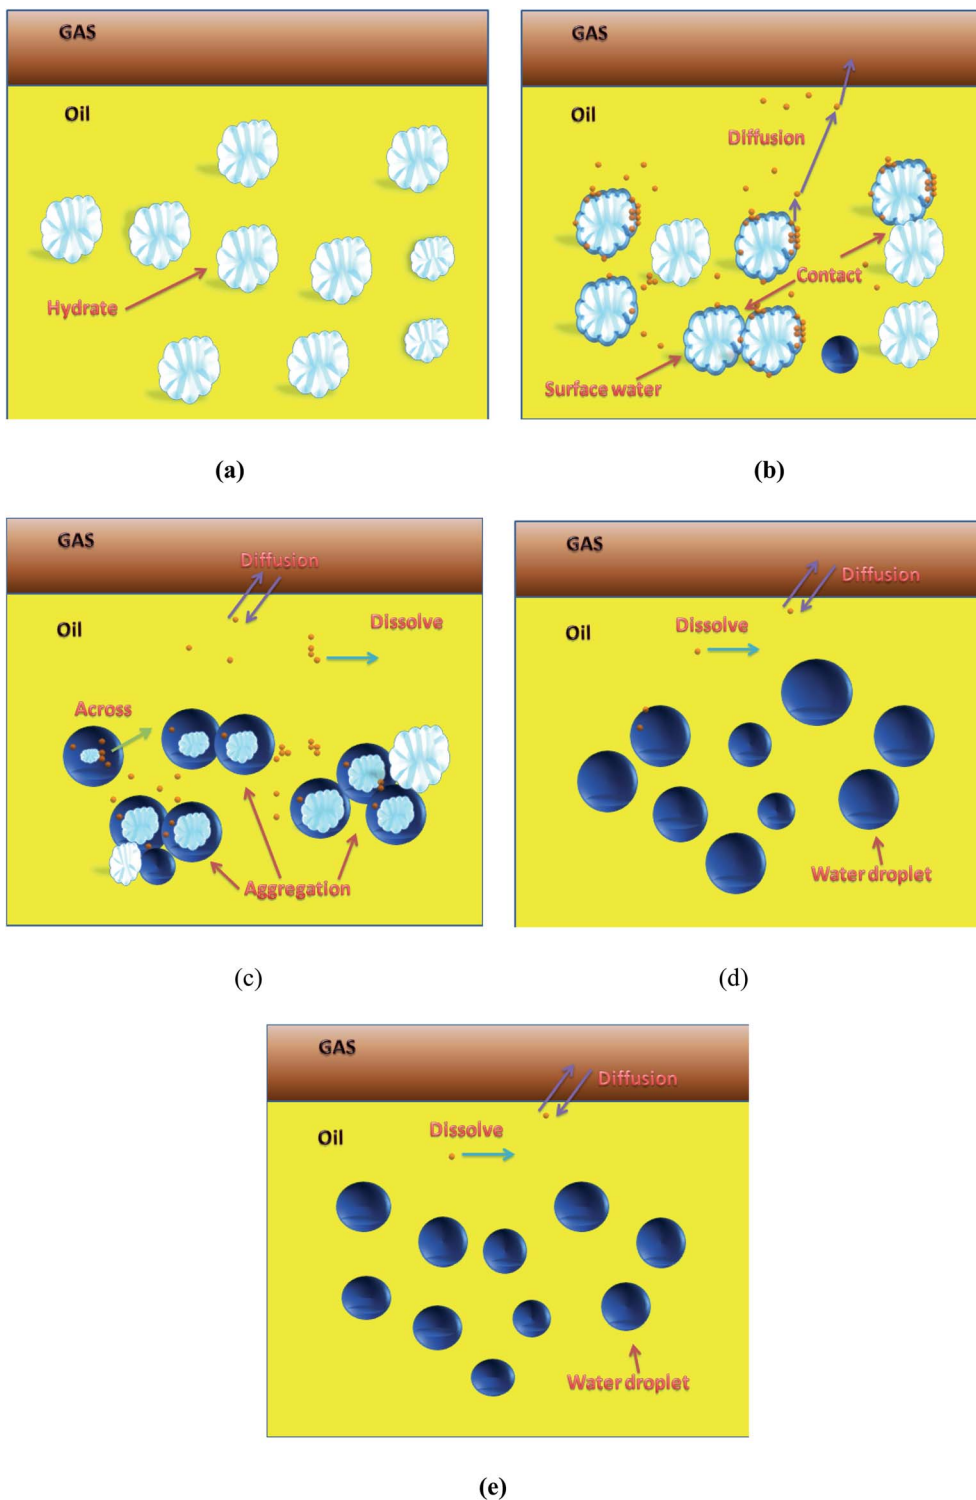 GAS
Oil
Hydrate
(a)
GAS
Oil
Diffusion
Contact
Surface water
(b)
GAS
Diffusion
Oil
Dissolve
Across
Aggregation
(c)
GAS
Diffusion
Oil
Dissolve
Water droplet
(d)
GAS
Diffusion
Oil
Dissolve
Water droplet
(e)